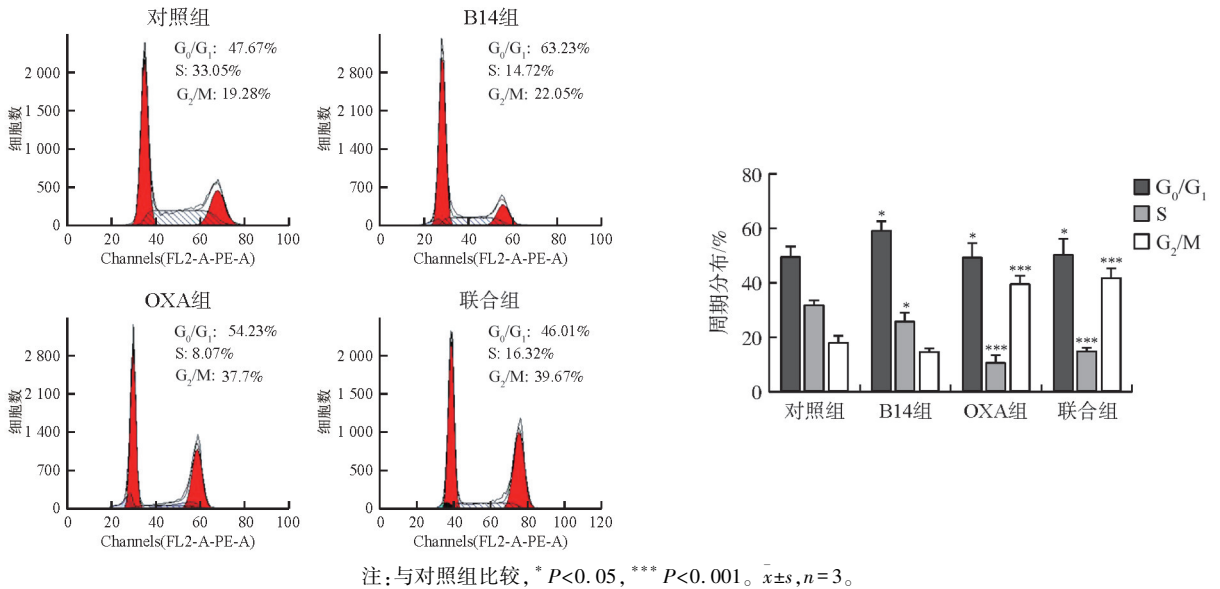 对照组
G₀/G₁: 47.67%
S: 33.05%
G₂/M: 19.28%
2 000
1 500
1 000
500
0
细胞数
0 20 40 60 80 100
Channels(FL2-A-PE-A)
B14组
G₀/G₁: 63.23%
S: 14.72%
G₂/M: 22.05%
2 800
2 100
1 400
700
0
细胞数
0 20 40 60 80 100
Channels(FL2-A-PE-A)
OXA组
G₀/G₁: 54.23%
S: 8.07%
G₂/M: 37.7%
2 800
2 100
1 400
700
0
细胞数
0 20 40 60 80 100
Channels(FL2-A-PE-A)
联合组
G₀/G₁: 46.01%
S: 16.32%
G₂/M: 39.67%
2 000
1 500
1 000
500
0
细胞数
0 20 40 60 80 100 120
Channels(FL2-A-PE-A)
80
60
40
20
0
周期分布/%
G₀/G₁
S
G₂/M
*
*
*
***
***
*
***
***
对照组 B14组 OXA组 联合组
注:与对照组比较, * P<0.05, *** P<0.001。x̄±s,n=3。